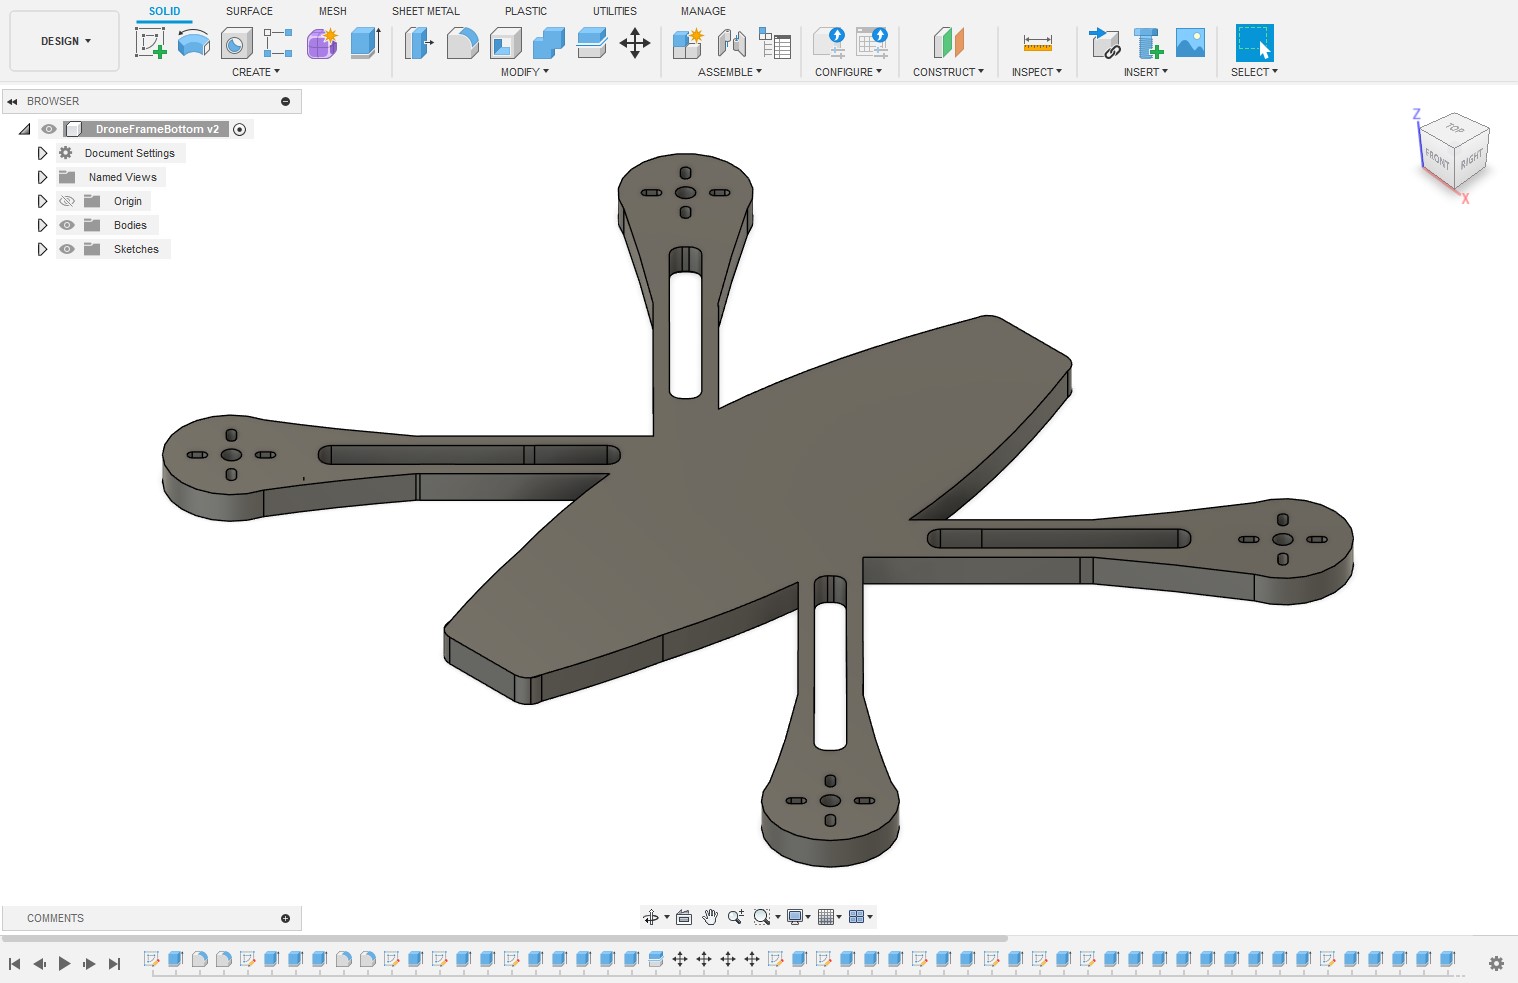 SOLID SURFACE MESH SHEET METAL PLASTIC UTILITIES MANAGE
DESIGN
CREATE MODIFY ASSEMBLE CONFIGURE CONSTRUCT INSPECT INSERT SELECT
BROWSER
DroneFrameBottom v2
Document Settings
Named Views
Origin
Bodies
Sketches
Z
TOP
FRONT RIGHT
X
COMMENTS